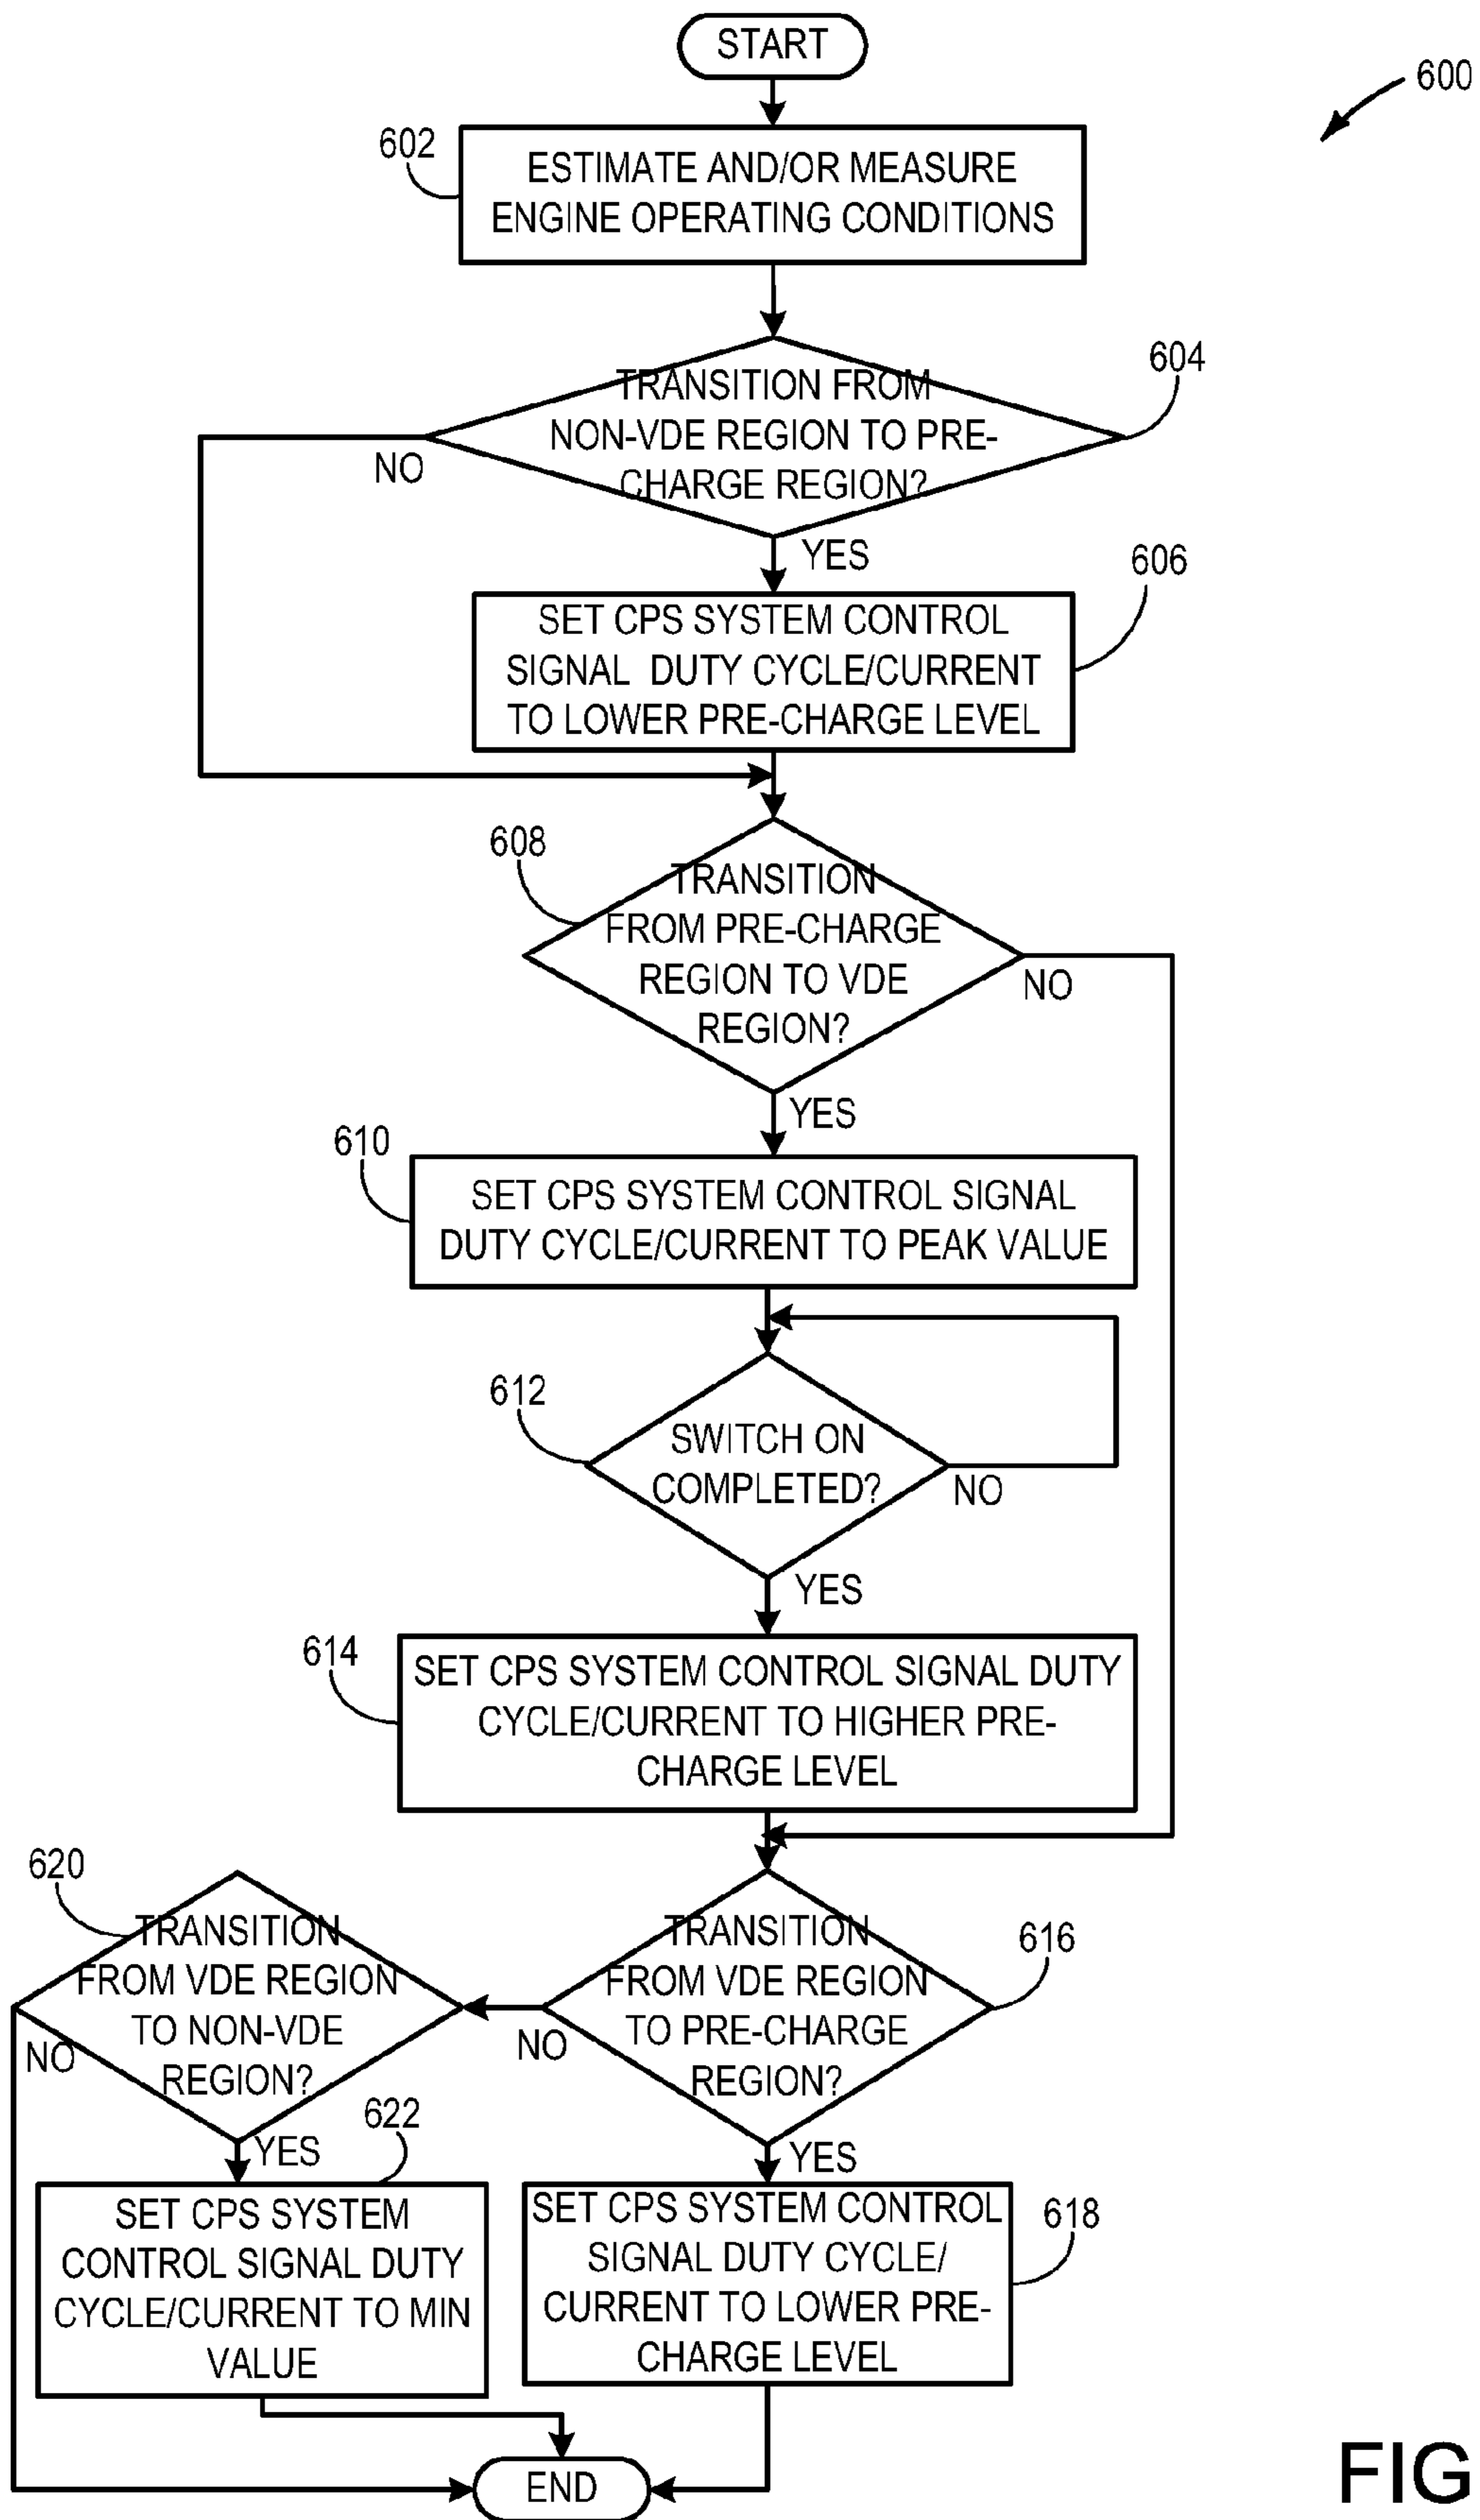 START
600
602
ESTIMATE AND/OR MEASURE
ENGINE OPERATING CONDITIONS
604
TRANSITION FROM
NON-VDE REGION TO PRE-
CHARGE REGION?
NO
YES
606
SET CPS SYSTEM CONTROL
SIGNAL DUTY CYCLE/CURRENT
TO LOWER PRE-CHARGE LEVEL
608
TRANSITION
FROM PRE-CHARGE
REGION TO VDE
REGION?
NO
YES
610
SET CPS SYSTEM CONTROL SIGNAL
DUTY CYCLE/CURRENT TO PEAK VALUE
612
SWITCH ON
COMPLETED?
NO
YES
614
SET CPS SYSTEM CONTROL SIGNAL DUTY
CYCLE/CURRENT TO HIGHER PRE-
CHARGE LEVEL
616
TRANSITION
FROM VDE REGION
TO PRE-CHARGE
REGION?
NO
YES
620
TRANSITION
FROM VDE REGION
TO NON-VDE
REGION?
NO
YES
622
SET CPS SYSTEM
CONTROL SIGNAL DUTY
CYCLE/CURRENT TO MIN
VALUE
618
SET CPS SYSTEM CONTROL
SIGNAL DUTY CYCLE/
CURRENT TO LOWER PRE-
CHARGE LEVEL
END
FIG